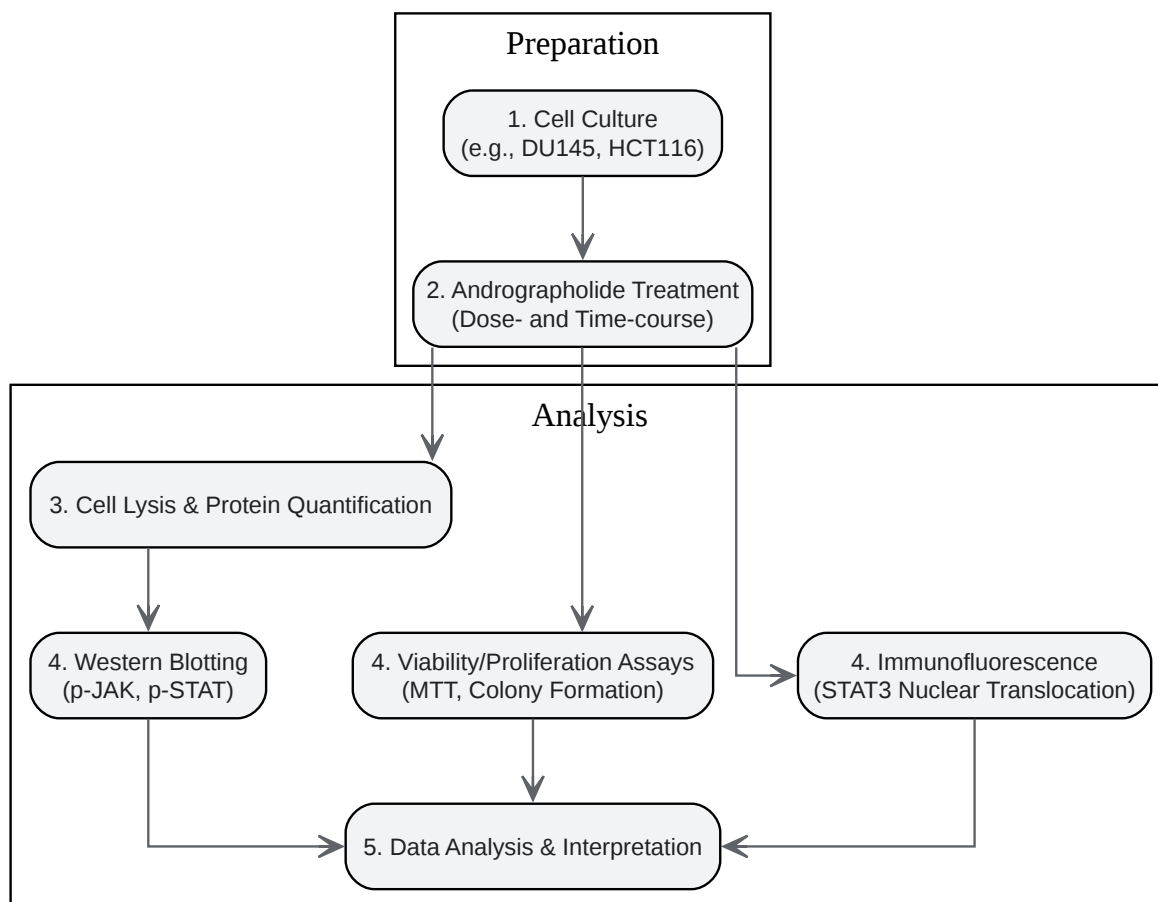 Preparation
1. Cell Culture
(e.g., DU145, HCT116)
2. Andrographolide Treatment
(Dose- and Time-course)
Analysis
3. Cell Lysis & Protein Quantification
4. Western Blotting
(p-JAK, p-STAT)
4. Viability/Proliferation Assays
(MTT, Colony Formation)
4. Immunofluorescence
(STAT3 Nuclear Translocation)
5. Data Analysis & Interpretation